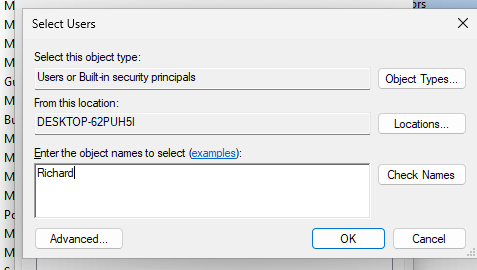 ors
Select Users
Select this object type:
Users or Built-in security principals
Object Types...
From this location:
DESKTOP-62PUH5I
Locations...
Enter the object names to select (examples):
Richard
Check Names
Advanced...
OK
Cancel